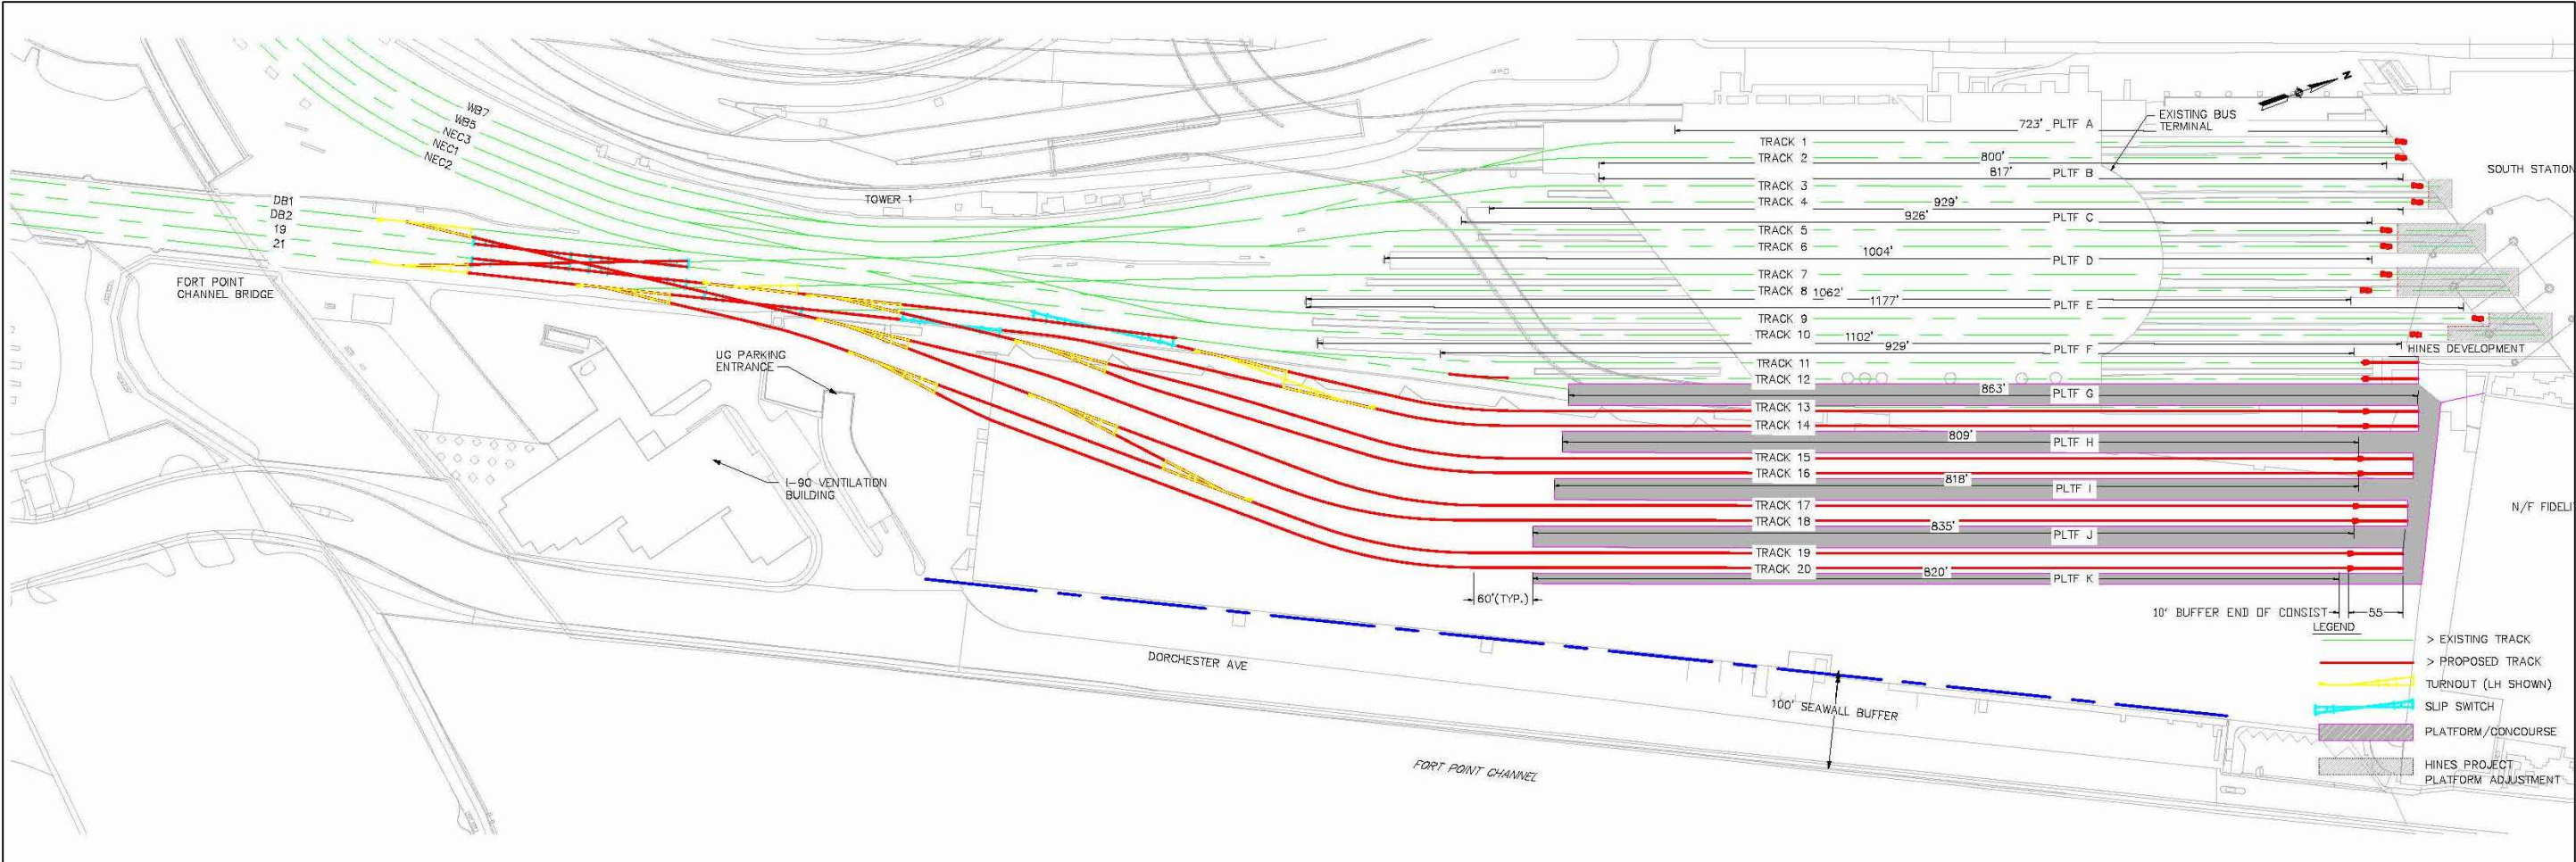 WB7
WB5
NEC3
NEC1
NEC2
DB1
DB2
19
21
FORT POINT
CHANNEL BRIDGE
TOWER 1
UG PARKING
ENTRANCE
I-90 VENTILATION
BUILDING
N
EXISTING BUS
TERMINAL
SOUTH STATION
723' PLTF A
TRACK 1
TRACK 2
800'
817' PLTF B
TRACK 3
TRACK 4
929'
926' PLTF C
TRACK 5
TRACK 6
1004' PLTF D
TRACK 7
TRACK 8
1062'
1177' PLTF E
TRACK 9
TRACK 10
1102'
929' PLTF F
HINES DEVELOPMENT
TRACK 11
TRACK 12
863' PLTF G
TRACK 13
TRACK 14
809' PLTF H
TRACK 15
TRACK 16
818' PLTF I
TRACK 17
TRACK 18
835' PLTF J
TRACK 19
TRACK 20
820' PLTF K
N/F FIDELI
60'(TYP.)
10' BUFFER END OF CONSIST
55
DORCHESTER AVE
100' SEAWALL BUFFER
FORT POINT CHANNEL
LEGEND
> EXISTING TRACK
> PROPOSED TRACK
TURNOUT (LH SHOWN)
SLIP SWITCH
PLATFORM/CONCOURSE
HINES PROJECT
PLATFORM ADJUSTMENT